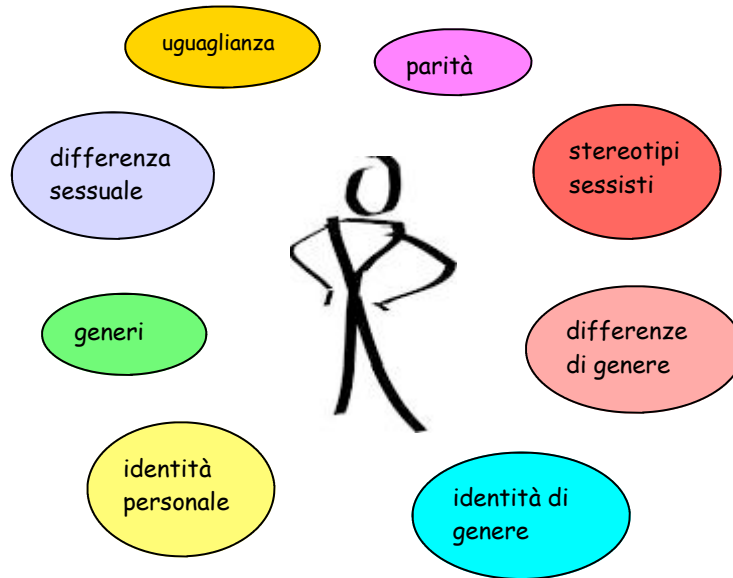 uguaglianza
parità
differenza
sessuale
stereotipi
sessisti
generi
differenze
di genere
identità
personale
identità di
genere